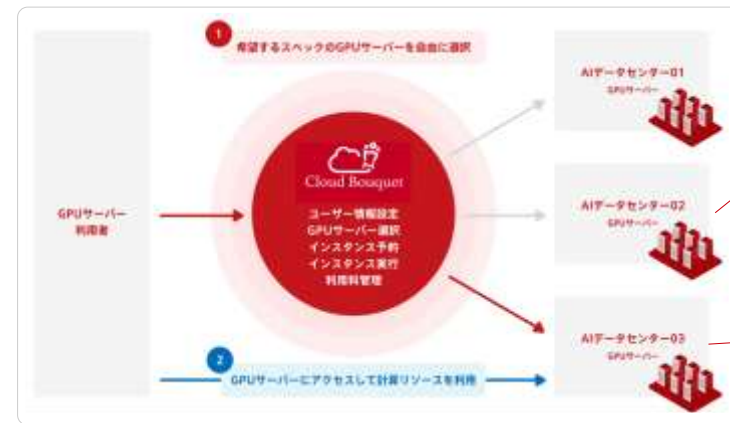 1
希望するスペックのGPUサーバーを自由に選択
GPUサーバー
利用者
Cloud Bouquet
ユーザー情報設定
GPUサーバー選択
インスタンス予約
インスタンス実行
利用料管理
AIデータセンター01
GPUサーバー
AIデータセンター02
GPUサーバー
AIデータセンター03
GPUサーバー
2
GPUサーバーにアクセスして計算リソースを利用